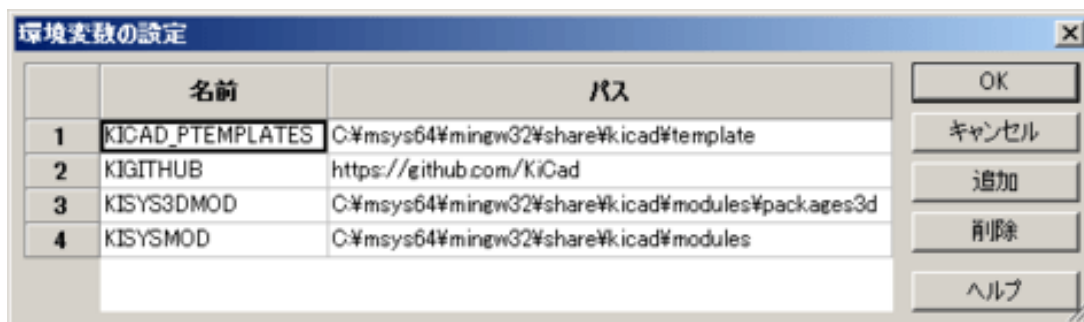 環境変数の設定
名前 パス
1 KICAD_PTEMPLATES C:¥msys64¥mingw32¥share¥kicad¥template
2 KIGITHUB https://github.com/KiCad
3 KISYS3DMOD C:¥msys64¥mingw32¥share¥kicad¥modules¥packages3d
4 KISYSMOD C:¥msys64¥mingw32¥share¥kicad¥modules
OK
キャンセル
追加
削除
ヘルプ